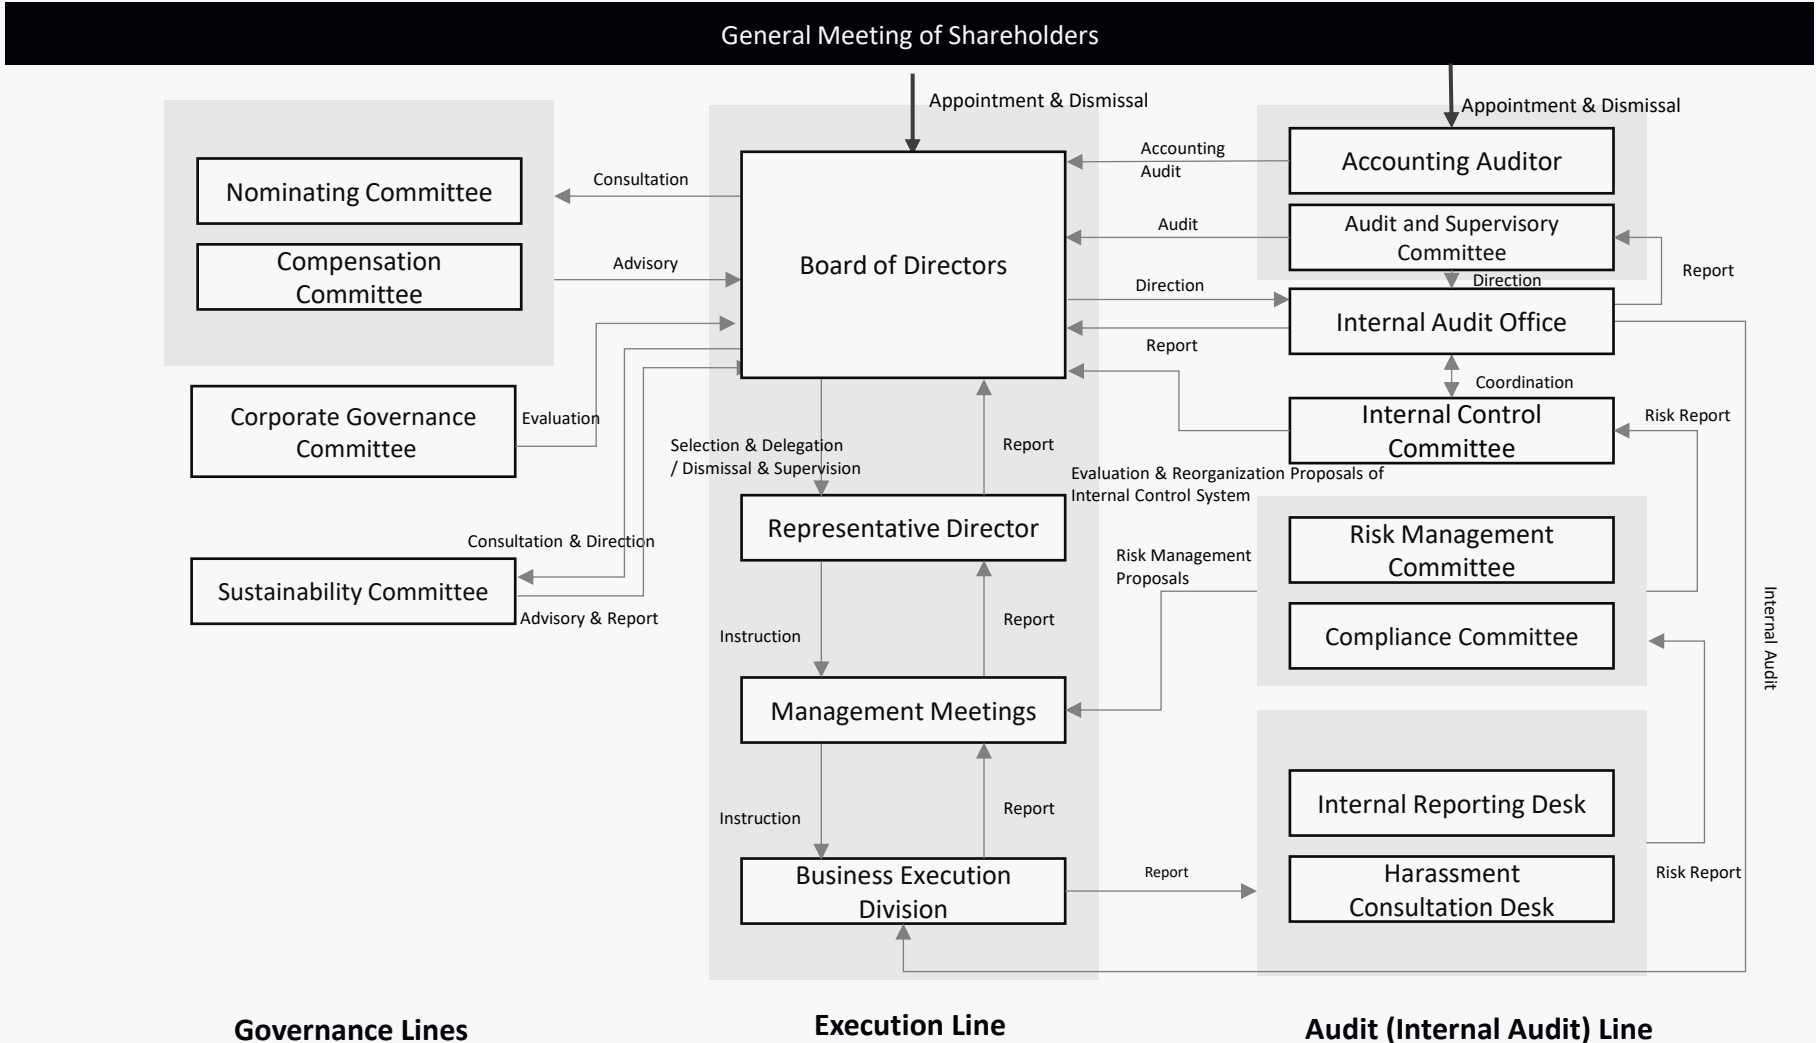 General Meeting of Shareholders
Appointment & Dismissal
Appointment & Dismissal
Nominating Committee
Compensation
Committee
Consultation
Advisory
Corporate Governance
Committee
Evaluation
Sustainability Committee
Consultation & Direction
Advisory & Report
Board of Directors
Selection & Delegation
/ Dismissal & Supervision
Report
Representative Director
Instruction
Report
Management Meetings
Instruction
Report
Business Execution
Division
Accounting
Audit
Audit
Direction
Report
Evaluation & Reorganization Proposals of
Internal Control System
Risk Management
Proposals
Report
Accounting Auditor
Audit and Supervisory
Committee
Direction
Report
Internal Audit Office
Coordination
Internal Control
Committee
Risk Report
Risk Management
Committee
Compliance Committee
Internal Audit
Internal Reporting Desk
Harassment
Consultation Desk
Risk Report
Governance Lines
Execution Line
Audit (Internal Audit) Line